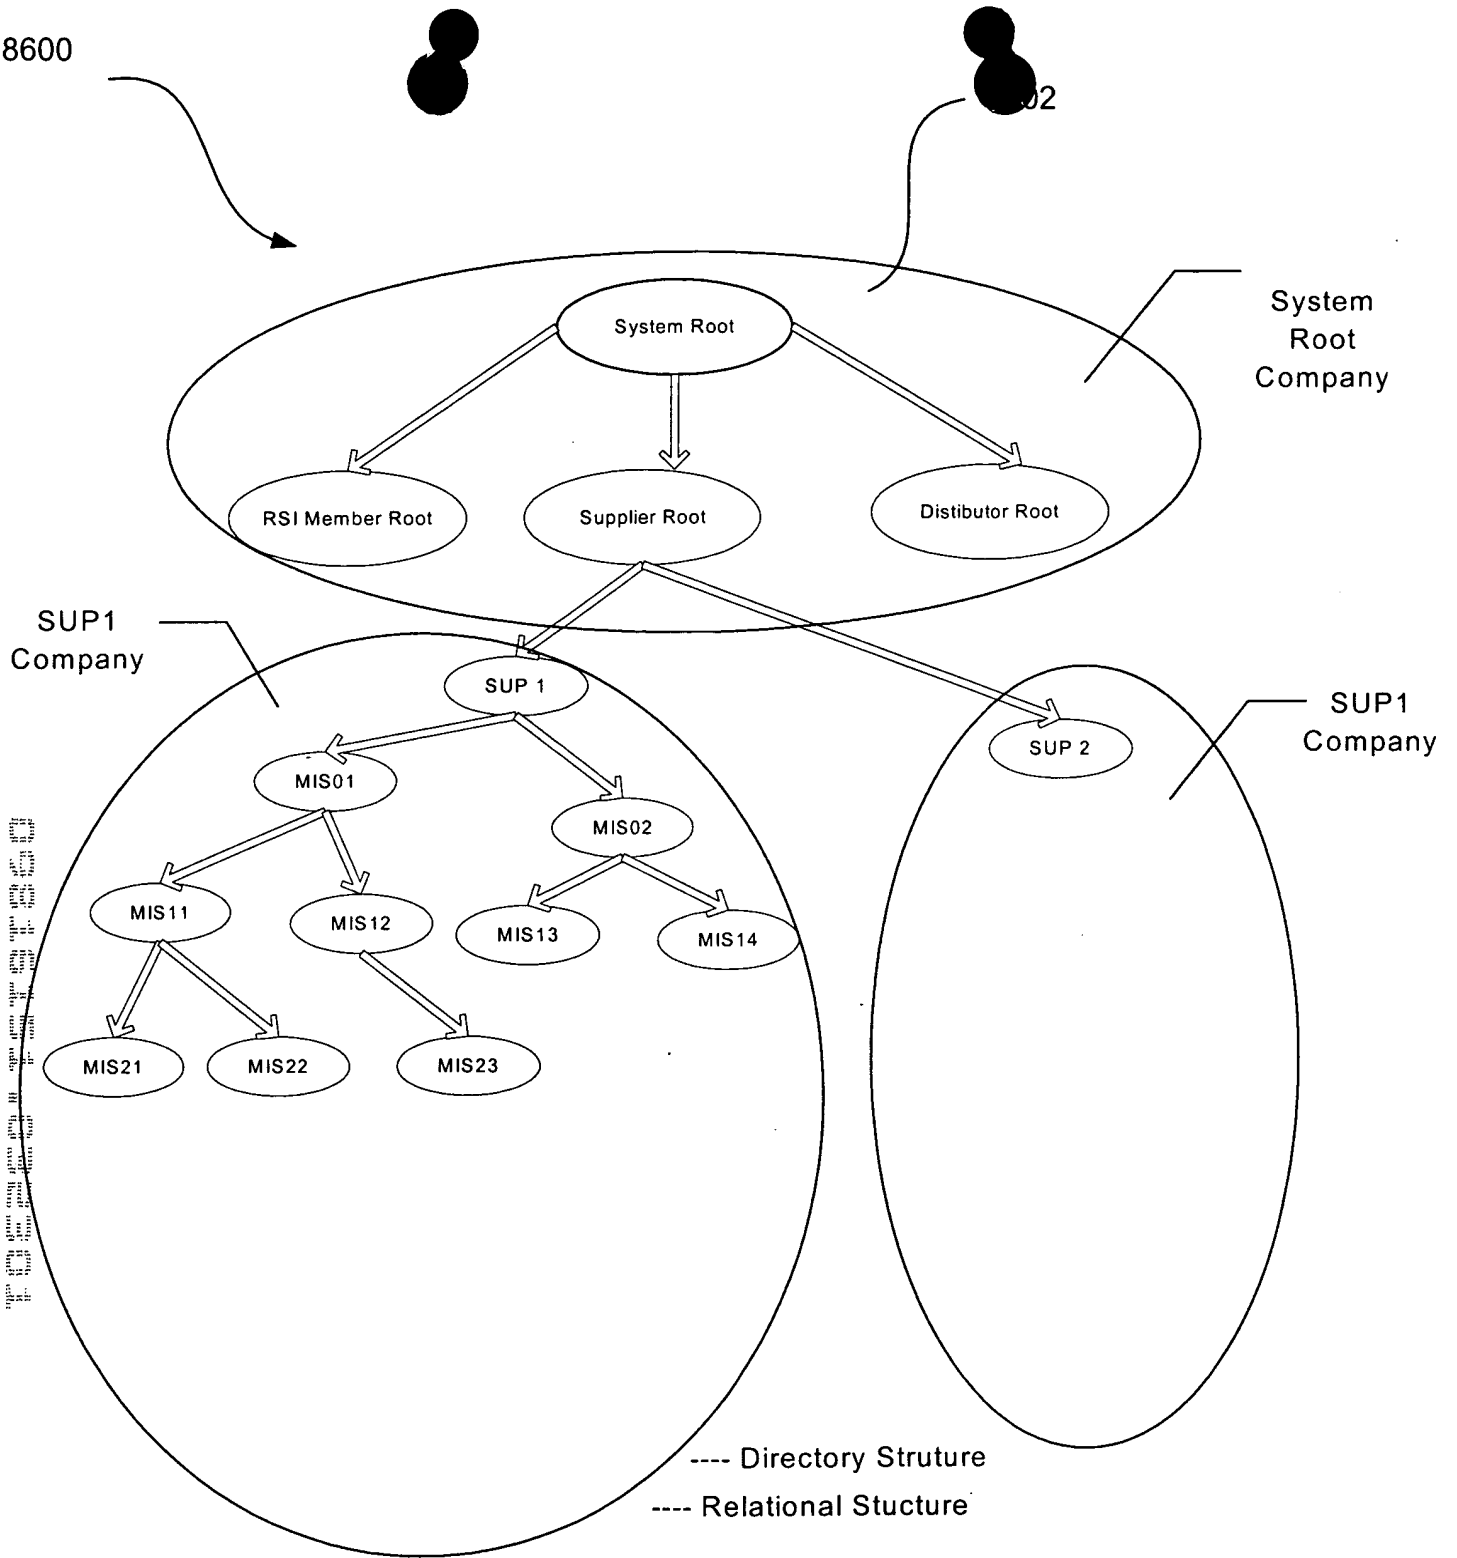 8600
02
System Root
System
Root
Company
RSI Member Root
Supplier Root
Distibutor Root
SUP1
Company
SUP 1
SUP1
Company
SUP 2
MIS01
MIS02
MIS11
MIS12
MIS13
MIS14
MIS21
MIS22
MIS23
---- Directory Struture
---- Relational Stucture